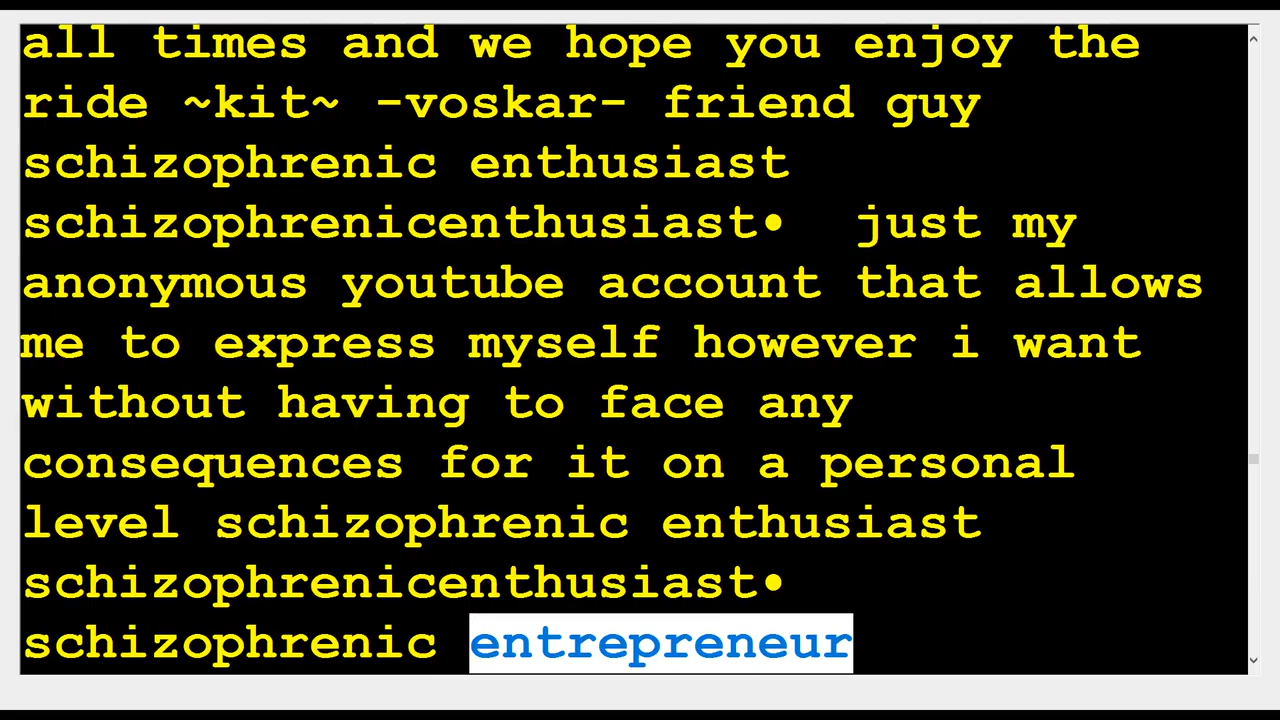 all times and we hope you enjoy the
ride ~kit~ -voskar- friend guy
schizophrenic enthusiast
schizophrenicenthusiast•  just my
anonymous youtube account that allows
me to express myself however i want
without having to face any
consequences for it on a personal
level schizophrenic enthusiast
schizophrenicenthusiast•
schizophrenic entrepreneur